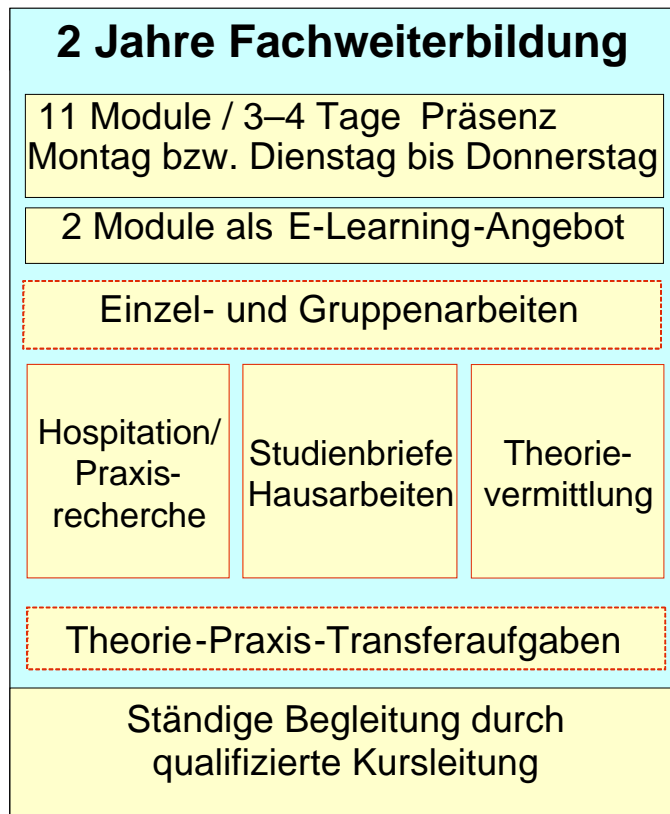 2 Jahre Fachweiterbildung
11 Module / 3–4 Tage Präsenz
Montag bzw. Dienstag bis Donnerstag
2 Module als E-Learning-Angebot
Einzel- und Gruppenarbeiten
Hospitation/
Praxis-
recherche
Studienbriefe
Hausarbeiten
Theorie-
vermittlung
Theorie-Praxis-Transferaufgaben
Ständige Begleitung durch
qualifizierte Kursleitung